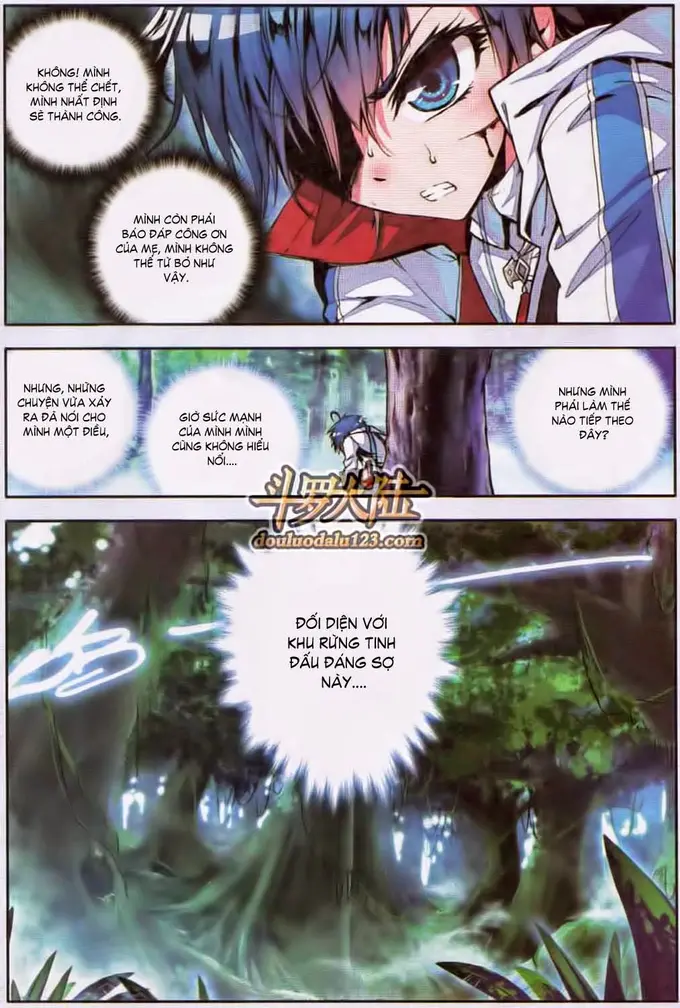 KHÔNG! MÌNH
KHÔNG THỂ CHẾT,
MÌNH NHẤT ĐỊNH
SẼ THÀNH CÔNG.
MÌNH CÒN PHẢI
BÁO ĐÁP CÔNG ƠN
CỦA MẸ, MÌNH KHÔNG
THỂ TỪ BỎ NHƯ
VẬY.
NHƯNG, NHỮNG
CHUYỆN VỪA XẢY
RA ĐÃ NÓI CHO
MÌNH MỘT ĐIỀU,
GIỜ SỨC MẠNH
CỦA MÌNH MÌNH
CŨNG KHÔNG HIỂU
NỔI....
NHƯNG MÌNH
PHẢI LÀM THẾ
NÀO TIẾP THEO
ĐÂY?
斗罗大陆
douluodalu123.com
ĐỐI DIỆN VỚI
KHU RỪNG TINH
ĐẤU ĐÁNG SỢ
NÀY....